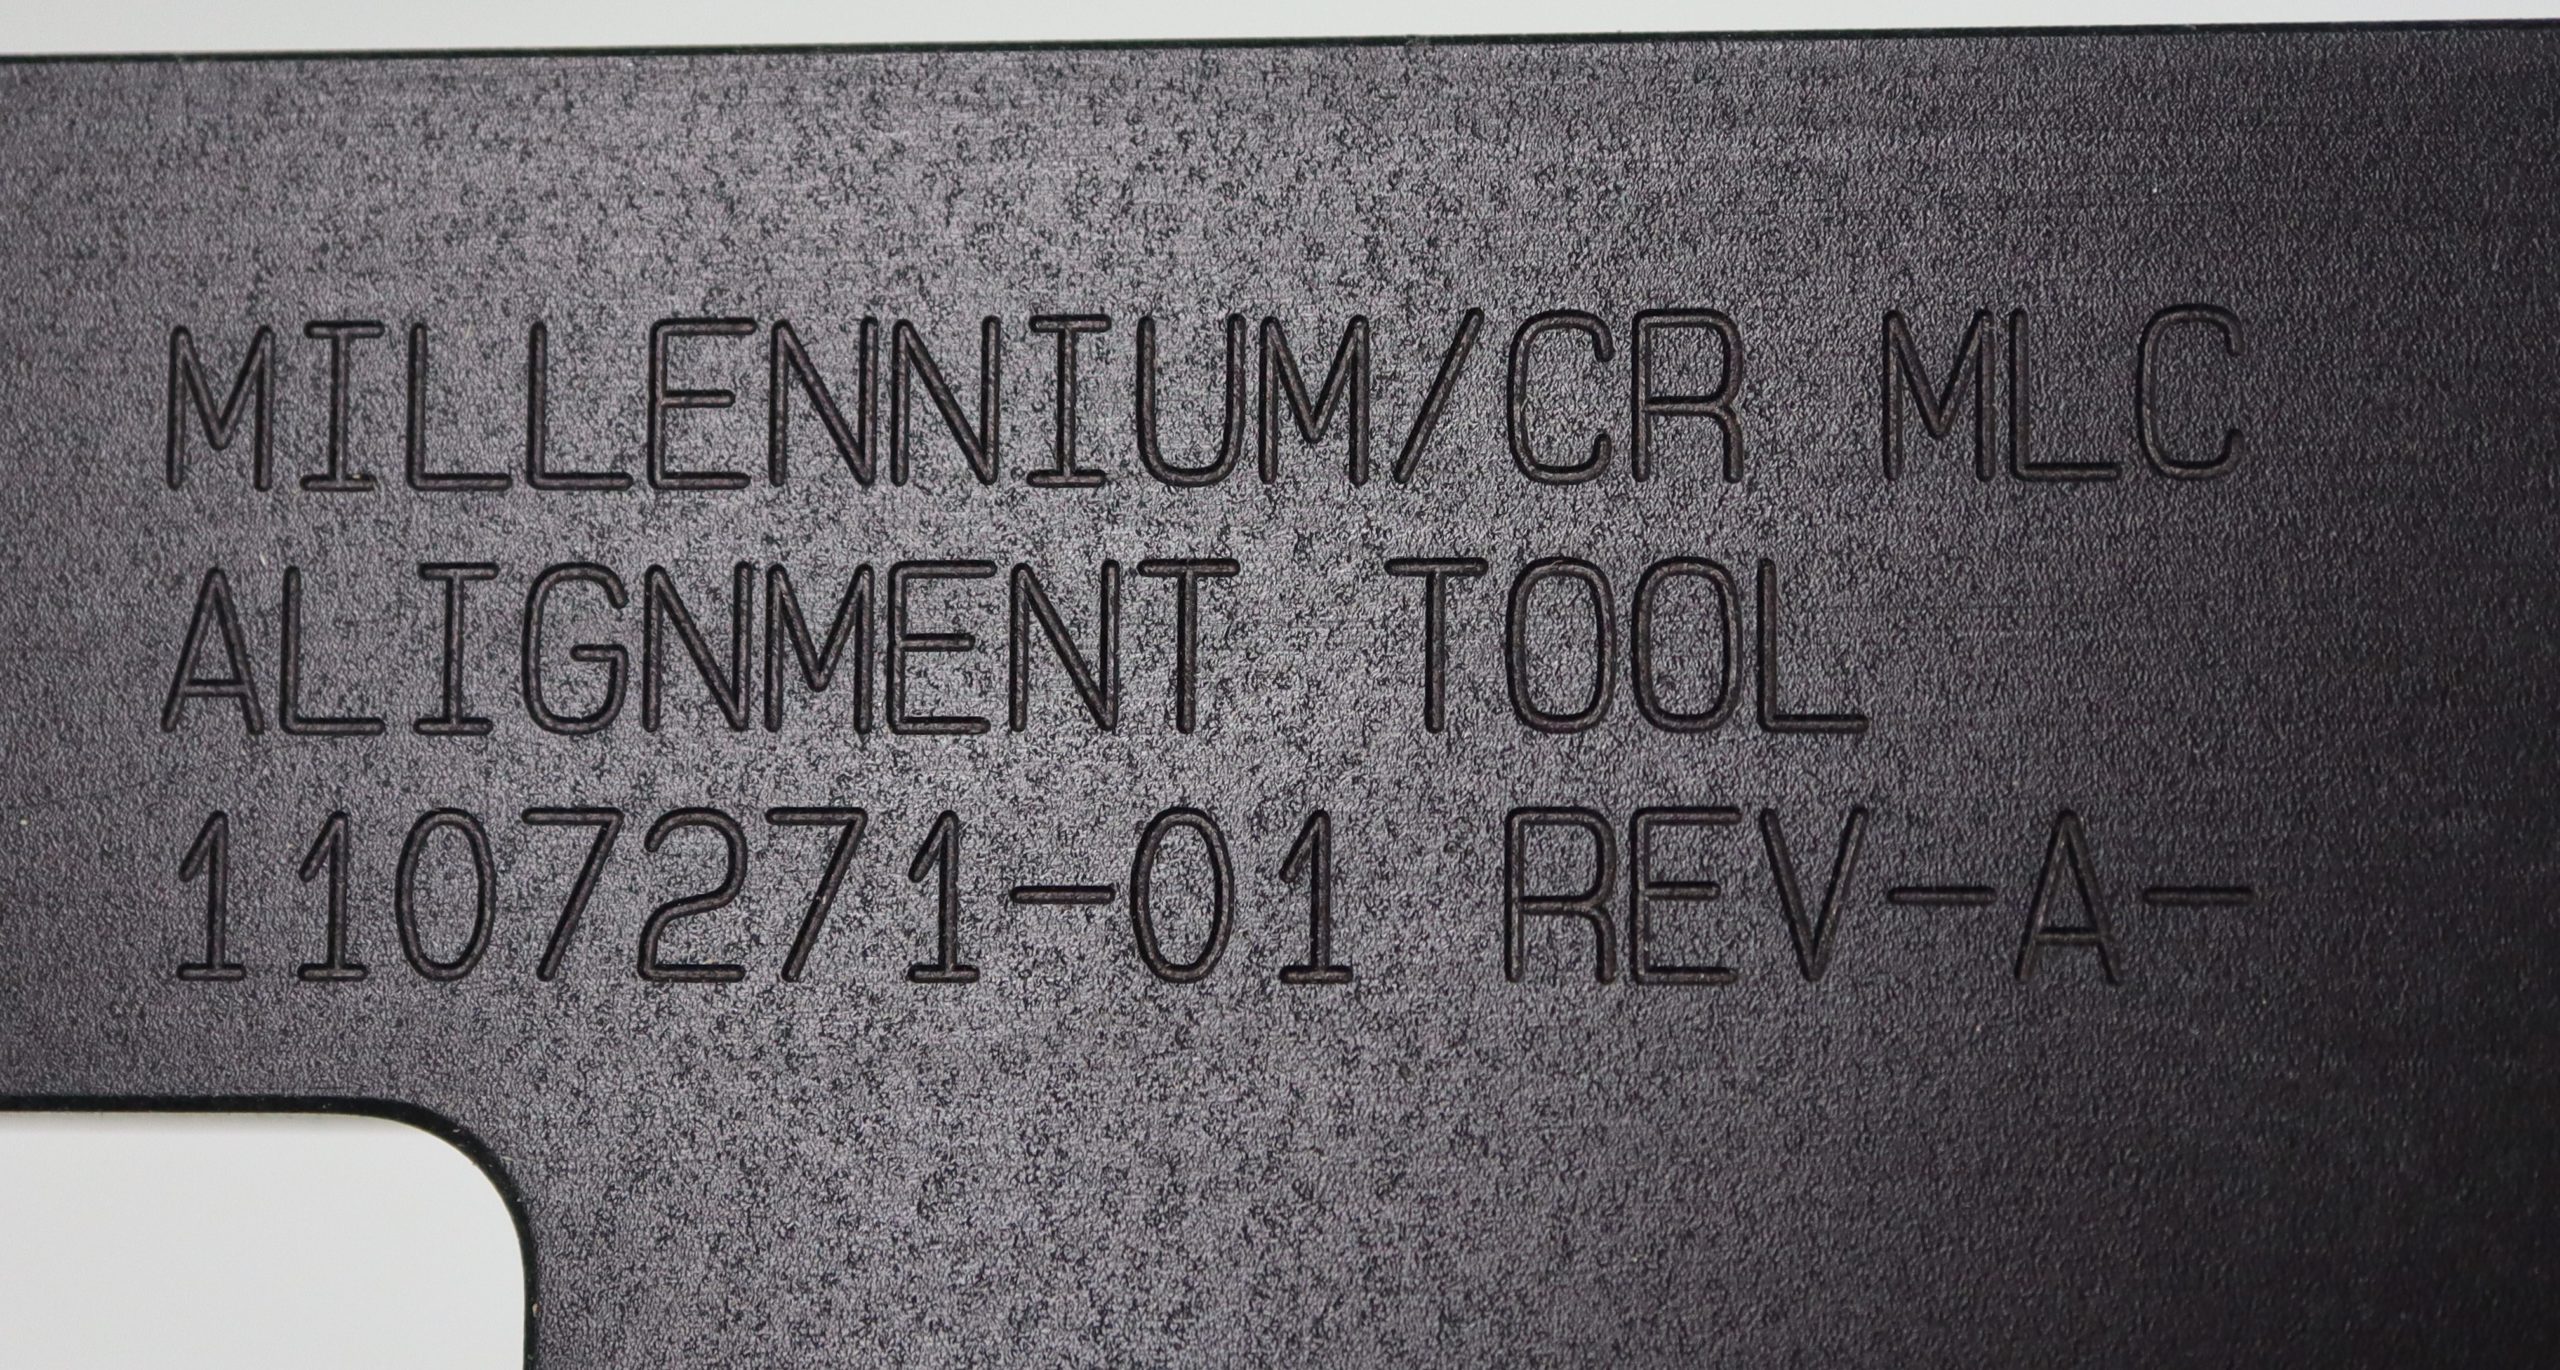 MILLENNIUM/CR MLC
ALIGNMENT TOOL
1107271-01 REV-A-